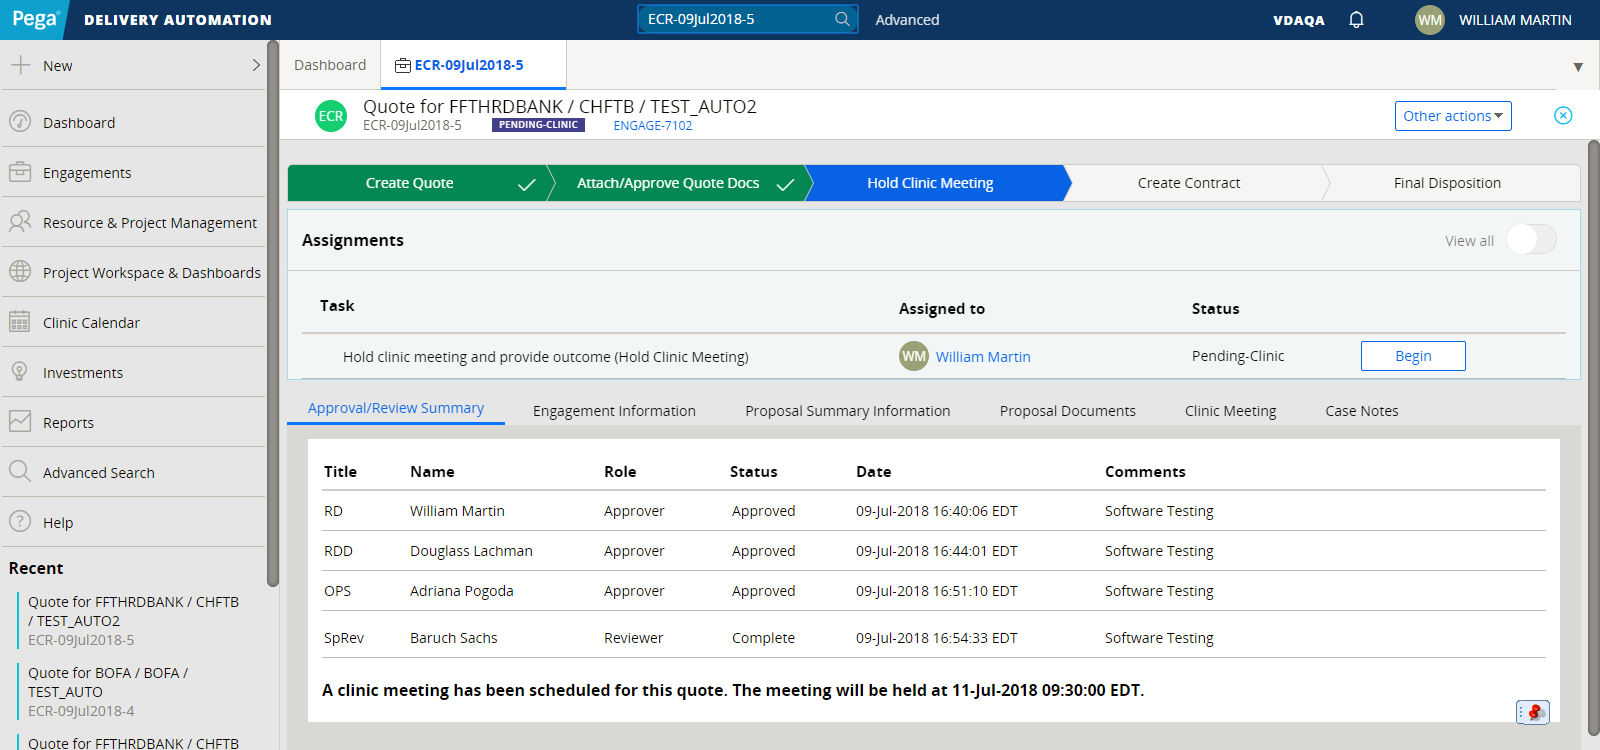 Pega® DELIVERY AUTOMATION
ECR-09Jul2018-5
Advanced
VDAQA
WM WILLIAM MARTIN
New
Dashboard
Engagements
Resource & Project Management
Project Workspace & Dashboards
Clinic Calendar
Investments
Reports
Advanced Search
Help
Recent
Quote for FFTHRDBANK / CHFTB
/ TEST_AUTO2
ECR-09Jul2018-5
Quote for BOFA / BOFA /
TEST_AUTO
ECR-09Jul2018-4
Quote for FFTHRDBANK / CHFTB
Dashboard
ECR-09Jul2018-5
ECR
Quote for FFTHRDBANK / CHFTB / TEST_AUTO2
ECR-09Jul2018-5 PENDING-CLINIC ENGAGE-7102
Other actions
Create Quote
Attach/Approve Quote Docs
Hold Clinic Meeting
Create Contract
Final Disposition
Assignments
View all
Task Assigned to Status
Hold clinic meeting and provide outcome (Hold Clinic Meeting) WM William Martin Pending-Clinic Begin
Approval/Review Summary
Engagement Information
Proposal Summary Information
Proposal Documents
Clinic Meeting
Case Notes
Title Name Role Status Date Comments
RD William Martin Approver Approved 09-Jul-2018 16:40:06 EDT Software Testing
RDD Douglass Lachman Approver Approved 09-Jul-2018 16:44:01 EDT Software Testing
OPS Adriana Pogoda Approver Approved 09-Jul-2018 16:51:10 EDT Software Testing
SpRev Baruch Sachs Reviewer Complete 09-Jul-2018 16:54:33 EDT Software Testing
A clinic meeting has been scheduled for this quote. The meeting will be held at 11-Jul-2018 09:30:00 EDT.